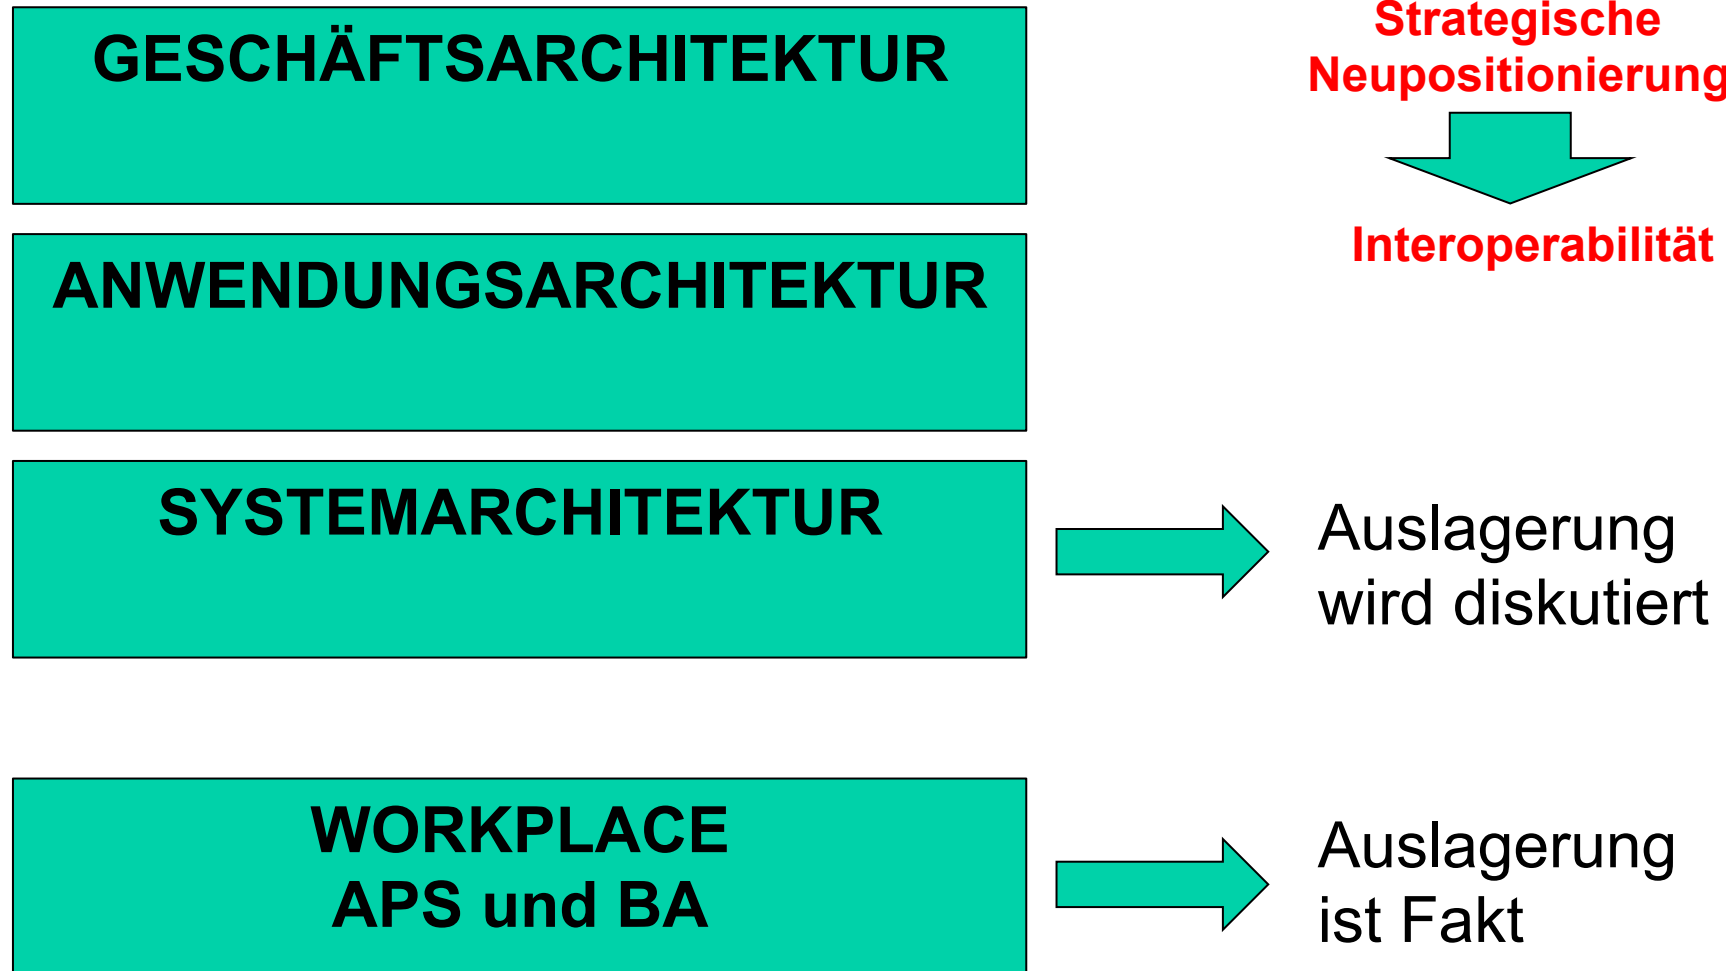 GESCHÄFTSARCHITEKTUR
Strategische
Neupositionierung
Interoperabilität
ANWENDUNGSARCHITEKTUR
SYSTEMARCHITEKTUR
Auslagerung
wird diskutiert
WORKPLACE
APS und BA
Auslagerung
ist Fakt